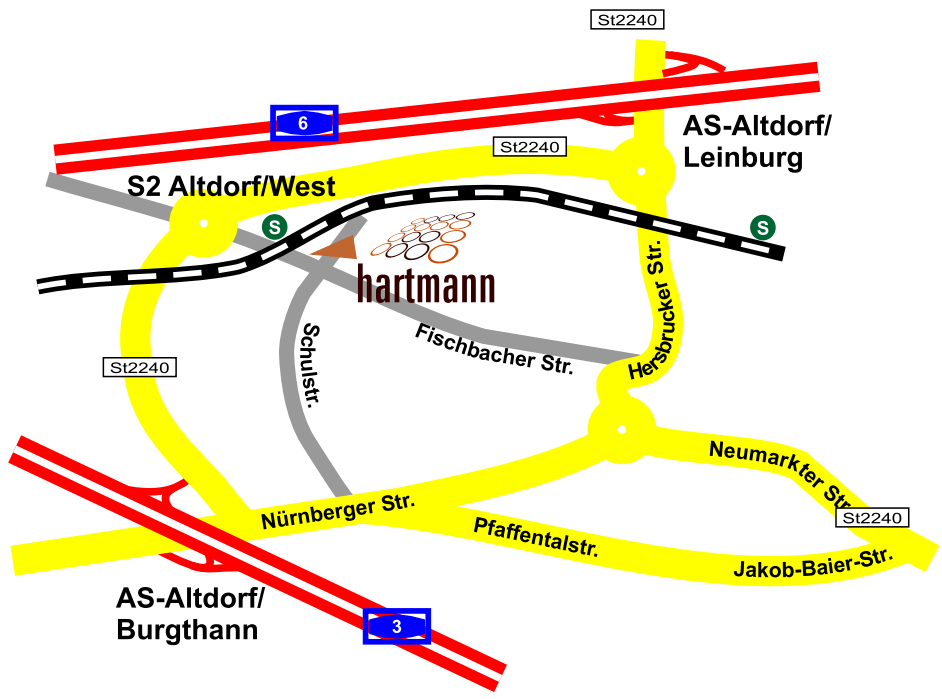 St2240
6
AS-Altdorf/
Leinburg
St2240
S2 Altdorf/West
S
S
hartmann
Hersbrucker Str.
Fischbacher Str.
Schulstr.
St2240
Neumarkter Str.
St2240
Nürnberger Str.
Pfaffentalstr.
Jakob-Baier-Str.
AS-Altdorf/
Burgthann
3